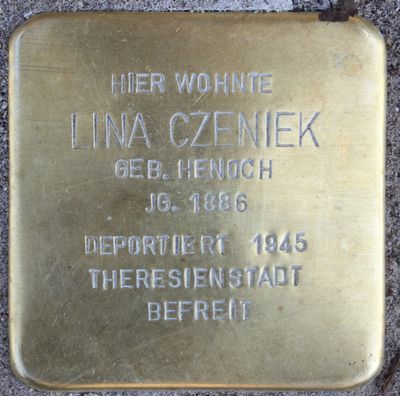 HIER WOHNTE
LINA CZENIEK
GEB. HENOCH
JG. 1886
DEPORTIERT 1945
THERESIENSTADT
BEFREIT